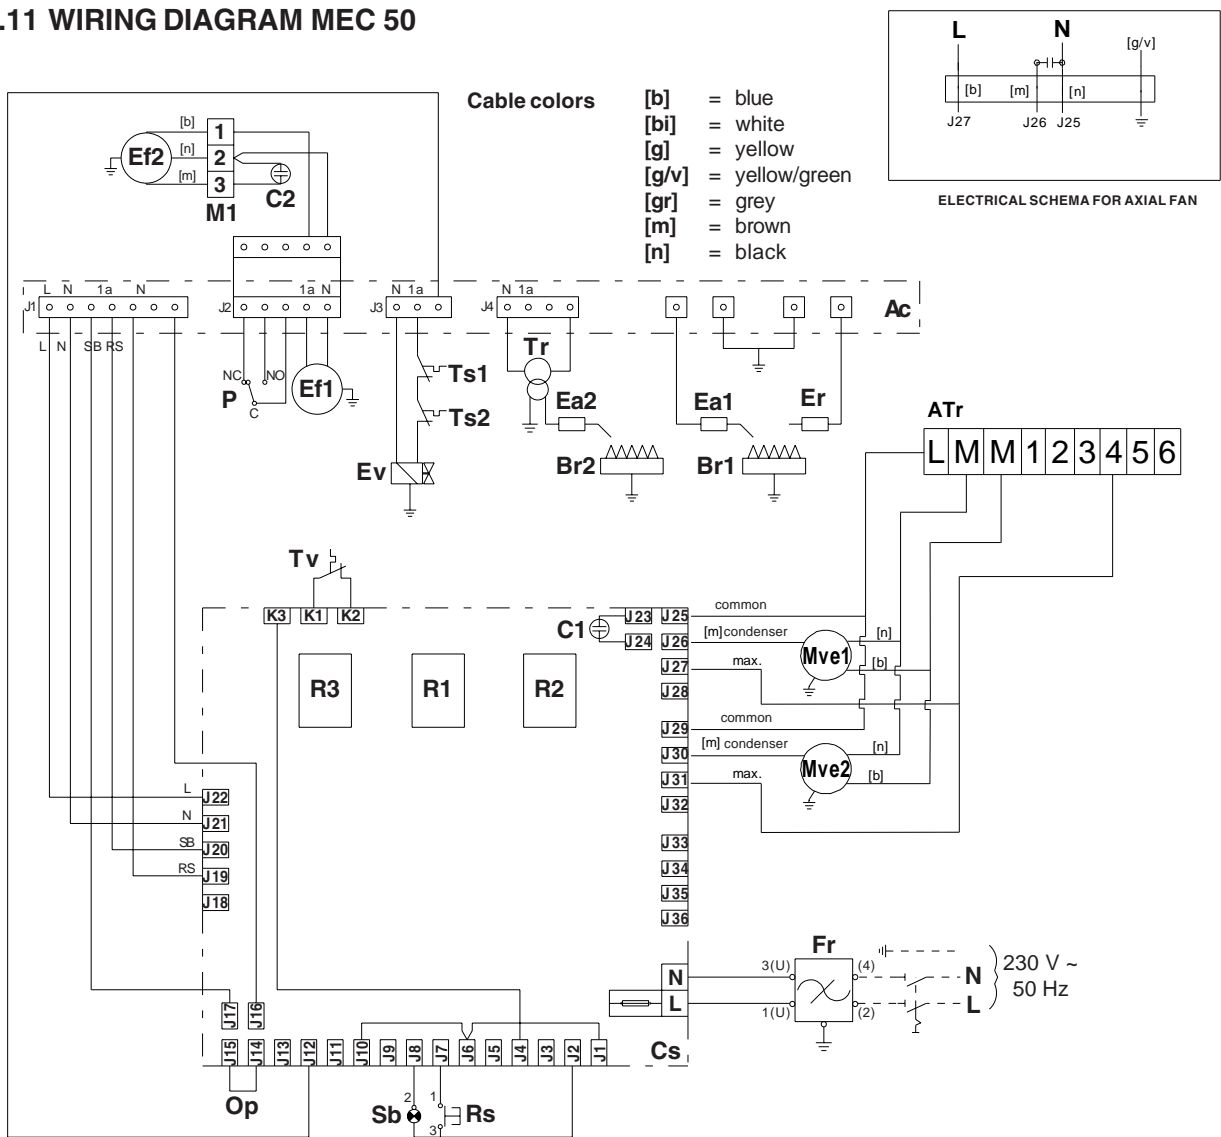 .11 WIRING DIAGRAM MEC 50
L N [g/v]
[b] [m] [n]
J27 J26 J25
ELECTRICAL SCHEMA FOR AXIAL FAN
Cable colors
[b] = blue
[bi] = white
[g] = yellow
[g/v] = yellow/green
[gr] = grey
[m] = brown
[n] = black
Ef2 [b] 1
[n] 2
[m] 3
M1
C2
L N 1a N
J1
1a N
J2
N 1a
J3
N 1a
J4
Ac
L N SB RS
NC NO
P
C
Ef1
Ts1
Ts2
Ev
Tr
Ea2
Br2
Ea1
Br1
Er
ATr
L M M 1 2 3 4 5 6
Tv
K3 K1 K2
C1
J23 J25
J24 J26
J27
J28
J29
J30
J31
J32
J33
J34
J35
J36
common
[m] condenser
max.
common
[m] condenser
max.
Mve1
[n]
[b]
Mve2
[n]
[b]
R3 R1 R2
L J22
N J21
SB J20
RS J19
J18
J17 J16
J15 J14 J13 J12 J11 J10 J9 J8 J7 J6 J5 J4 J3 J2 J1
Cs
N
L
Fr
3(U) (4)
1(U) (2)
N
L
230 V ~
50 Hz
Op
Sb
2
1
3
Rs